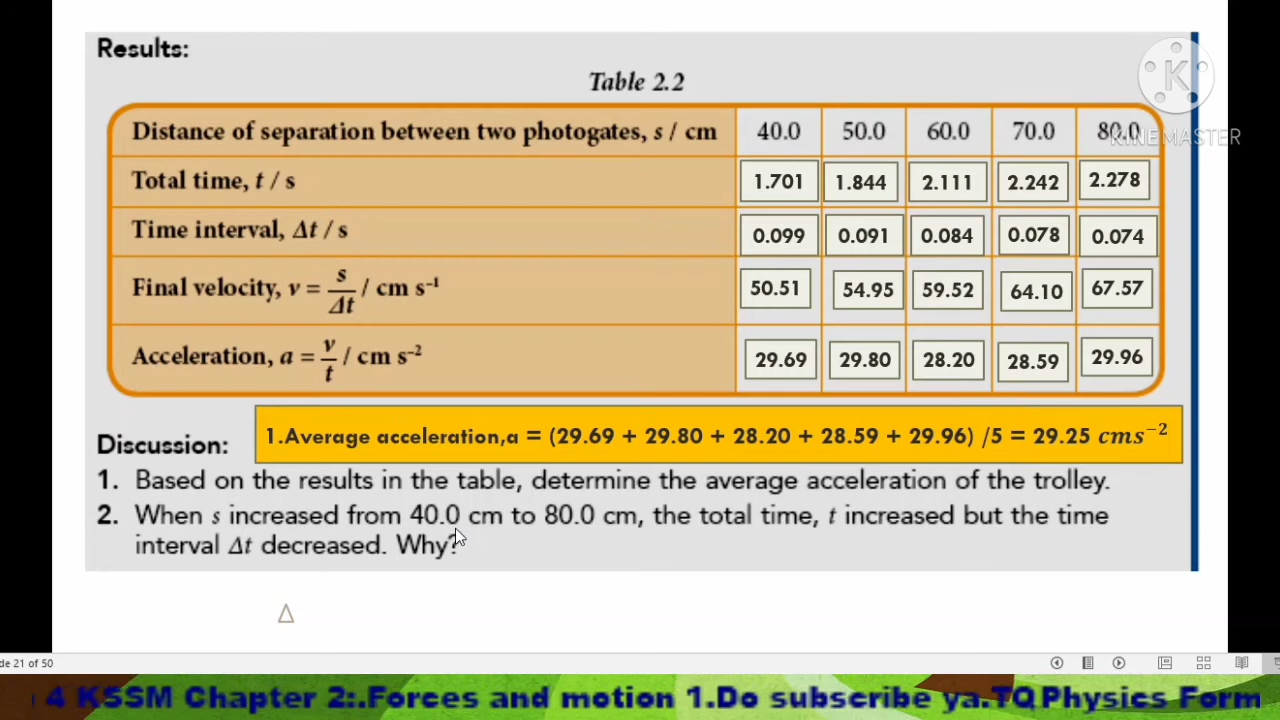 Results:
Table 2.2
K
KINEMASTER
Distance of separation between two photogates, s / cm 40.0 50.0 60.0 70.0 80.0
Total time, t / s 1.701 1.844 2.111 2.242 2.278
Time interval, Δt / s 0.099 0.091 0.084 0.078 0.074
Final velocity, v = s/Δt / cm s⁻¹ 50.51 54.95 59.52 64.10 67.57
Acceleration, a = v/t / cm s⁻² 29.69 29.80 28.20 28.59 29.96
1.Average acceleration,a = (29.69 + 29.80 + 28.20 + 28.59 + 29.96) /5 = 29.25 cms⁻²
Discussion:
1. Based on the results in the table, determine the average acceleration of the trolley.
2. When s increased from 40.0 cm to 80.0 cm, the total time, t increased but the time
interval Δt decreased. Why?
Δ
de 21 of 50
4 KSSM Chapter 2:.Forces and motion 1.Do subscribe ya.TQ Physics Form